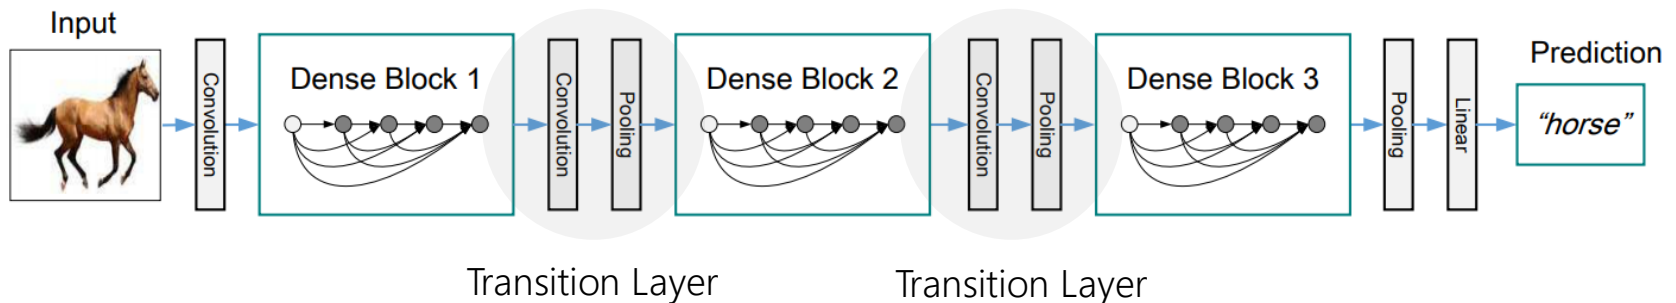 Input
Convolution
Dense Block 1
Convolution
Pooling
Dense Block 2
Convolution
Pooling
Dense Block 3
Pooling
Linear
Prediction
“horse”
Transition Layer
Transition Layer